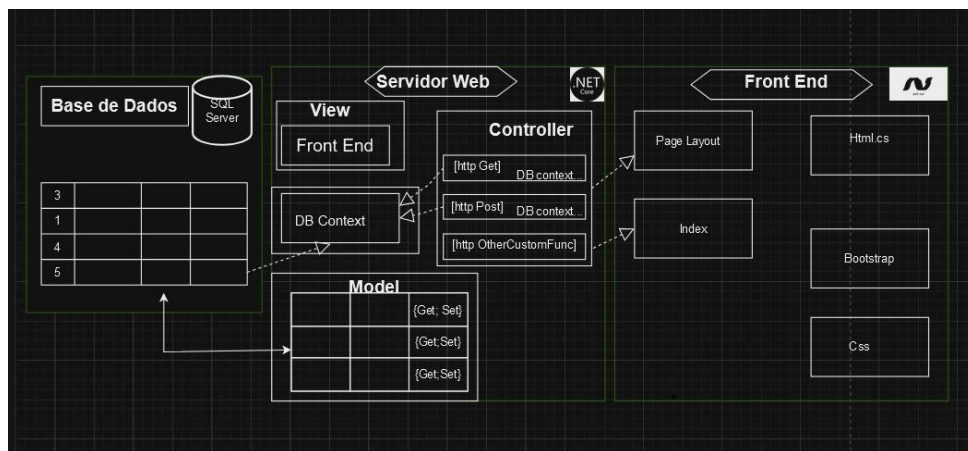 Base de Dados
SQL
Server
3
1
4
5
Servidor Web
.NET
Core
View
Front End
DB Context
Controller
[http Get]
DB context...
[http Post]
DB context...
[http OtherCustomFunc]
Model
{Get; Set}
{Get;Set}
{Get;Set}
Front End
Page Layout
Index
Html.cs
Bootstrap
Css